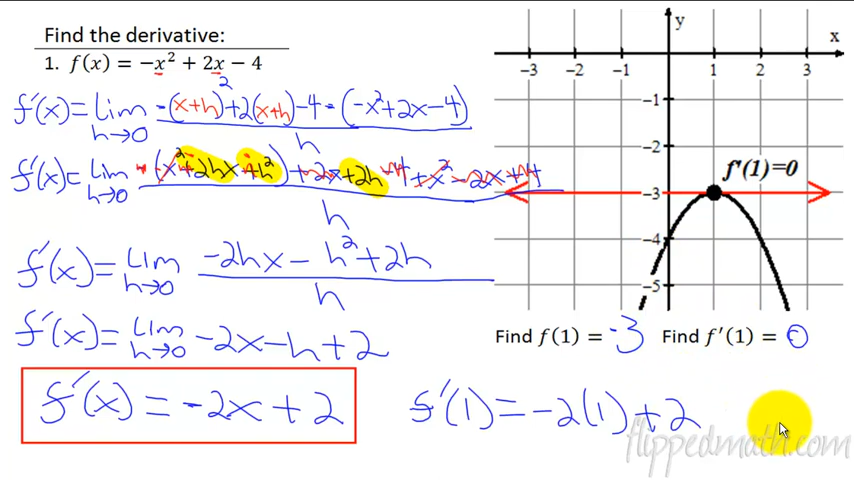 Find the derivative:
1. f(x) = −x² + 2x − 4
f'(x) = Lim h→0 -(x+h)²+2(x+h)-4-(-x²+2x-4) / h
f'(x) = Lim h→0 -(x²+2hx+h²)+2x+2h-4+x²-2x+4 / h
f'(x) = Lim h→0 -2hx - h² + 2h / h
f'(x) = Lim h→0 -2x-h+2
f'(x) = -2x+2
y
x
-3 -2 -1 1 2 3
-1
-2
f'(1)=0
-3
-4
-5
Find f(1) = -3 Find f'(1) = 0
f'(1) = -2(1)+2
flippedmath.com